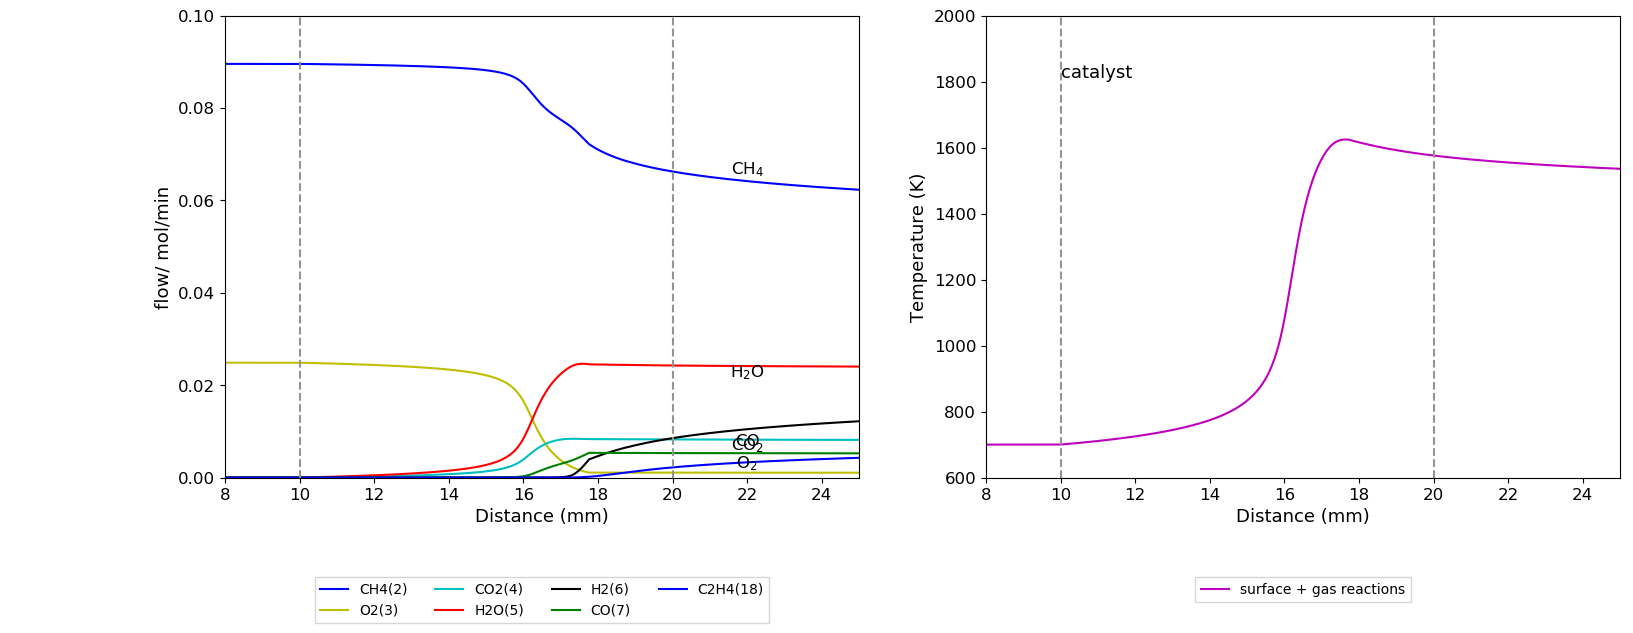 0.10
0.08
0.06
0.04
0.02
0.00
flow/ mol/min
CH₄
H₂O
CO
CO₂
O₂
8 10 12 14 16 18 20 22 24
Distance (mm)
CH4(2) CO2(4) H2(6) C2H4(18)
O2(3) H2O(5) CO(7)
2000
1800
1600
1400
1200
1000
800
600
Temperature (K)
catalyst
8 10 12 14 16 18 20 22 24
Distance (mm)
surface + gas reactions